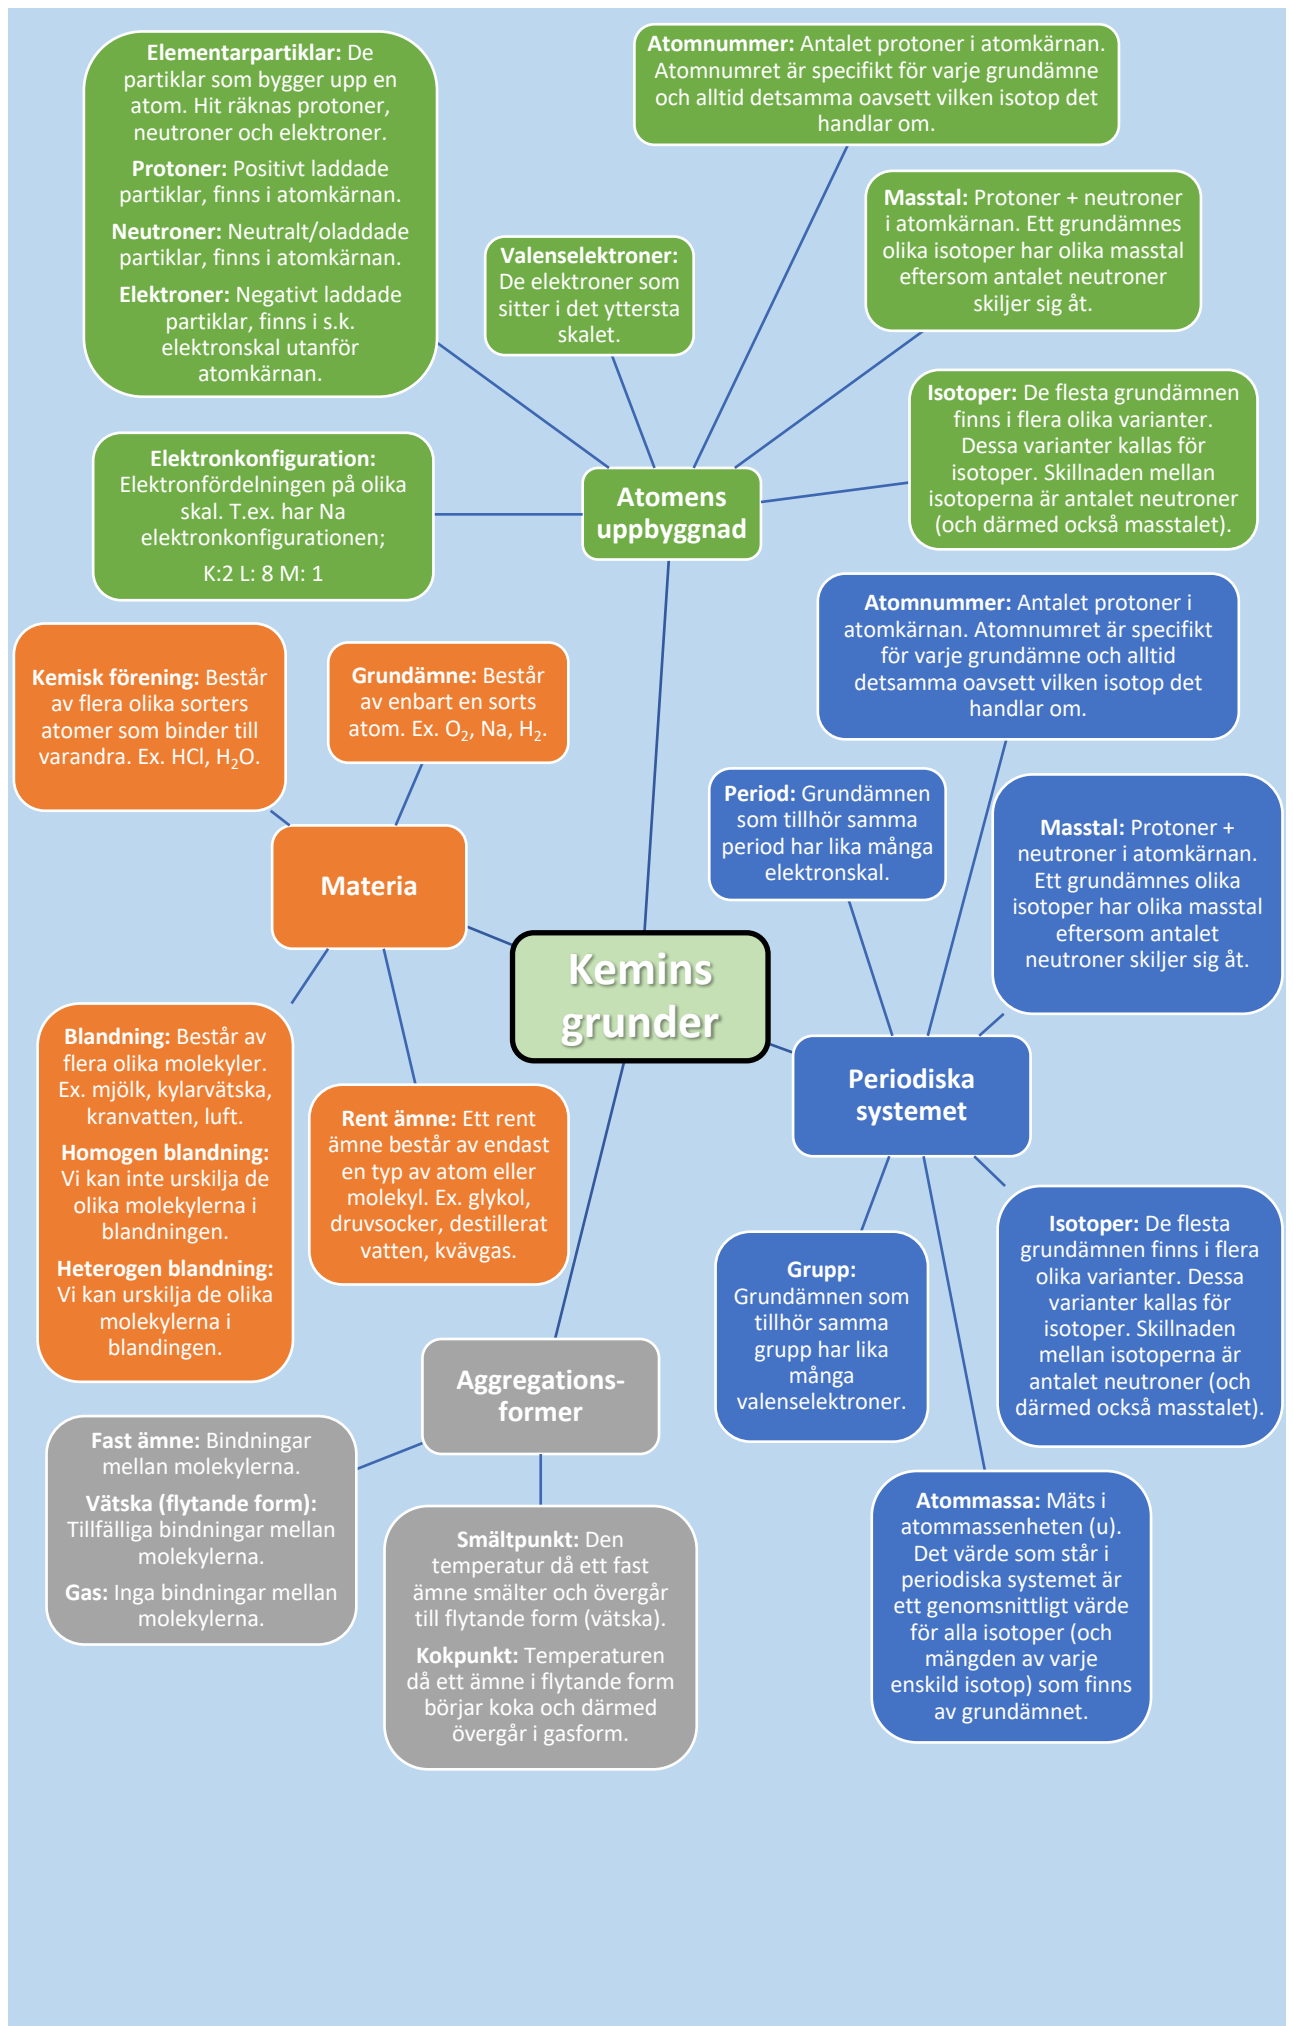 Elementarpartiklar: De
partiklar som bygger upp en
atom. Hit räknas protoner,
neutroner och elektroner.
Protoner: Positivt laddade
partiklar, finns i atomkärnan.
Neutroner: Neutralt/oladdade
partiklar, finns i atomkärnan.
Elektroner: Negativt laddade
partiklar, finns i s.k.
elektronskal utanför
atomkärnan.
Atomnummer: Antalet protoner i atomkärnan.
Atomnumret är specifikt för varje grundämne
och alltid detsamma oavsett vilken isotop det
handlar om.
Masstal: Protoner + neutroner
i atomkärnan. Ett grundämnes
olika isotoper har olika masstal
eftersom antalet neutroner
skiljer sig åt.
Valenselektroner:
De elektroner som
sitter i det yttersta
skalet.
Isotoper: De flesta grundämnen
finns i flera olika varianter.
Dessa varianter kallas för
isotoper. Skillnaden mellan
isotoperna är antalet neutroner
(och därmed också masstalet).
Elektronkonfiguration:
Elektronfördelningen på olika
skal. T.ex. har Na
elektronkonfigurationen;
K:2 L: 8 M: 1
Atomens
uppbyggnad
Atomnummer: Antalet protoner i
atomkärnan. Atomnumret är specifikt
för varje grundämne och alltid
detsamma oavsett vilken isotop det
handlar om.
Kemisk förening: Består
av flera olika sorters
atomer som binder till
varandra. Ex. HCl, H₂O.
Grundämne: Består
av enbart en sorts
atom. Ex. O₂, Na, H₂.
Period: Grundämnen
som tillhör samma
period har lika många
elektronskal.
Masstal: Protoner +
neutroner i atomkärnan.
Ett grundämnes olika
isotoper har olika masstal
eftersom antalet
neutroner skiljer sig åt.
Materia
Kemins
grunder
Blandning: Består av
flera olika molekyler.
Ex. mjölk, kylarvätska,
kranvatten, luft.
Homogen blandning:
Vi kan inte urskilja de
olika molekylerna i
blandningen.
Heterogen blandning:
Vi kan urskilja de olika
molekylerna i
blandingen.
Rent ämne: Ett rent
ämne består av endast
en typ av atom eller
molekyl. Ex. glykol,
druvsocker, destillerat
vatten, kvävgas.
Periodiska
systemet
Grupp:
Grundämnen som
tillhör samma
grupp har lika
många
valenselektroner.
Isotoper: De flesta
grundämnen finns i flera
olika varianter. Dessa
varianter kallas för
isotoper. Skillnaden
mellan isotoperna är
antalet neutroner (och
därmed också masstalet).
Aggregations-
former
Fast ämne: Bindningar
mellan molekylerna.
Vätska (flytande form):
Tillfälliga bindningar mellan
molekylerna.
Gas: Inga bindningar mellan
molekylerna.
Smältpunkt: Den
temperatur då ett fast
ämne smälter och övergår
till flytande form (vätska).
Kokpunkt: Temperaturen
då ett ämne i flytande form
börjar koka och därmed
övergår i gasform.
Atommassa: Mäts i
atommassenheten (u).
Det värde som står i
periodiska systemet är
ett genomsnittligt värde
för alla isotoper (och
mängden av varje
enskild isotop) som finns
av grundämnet.